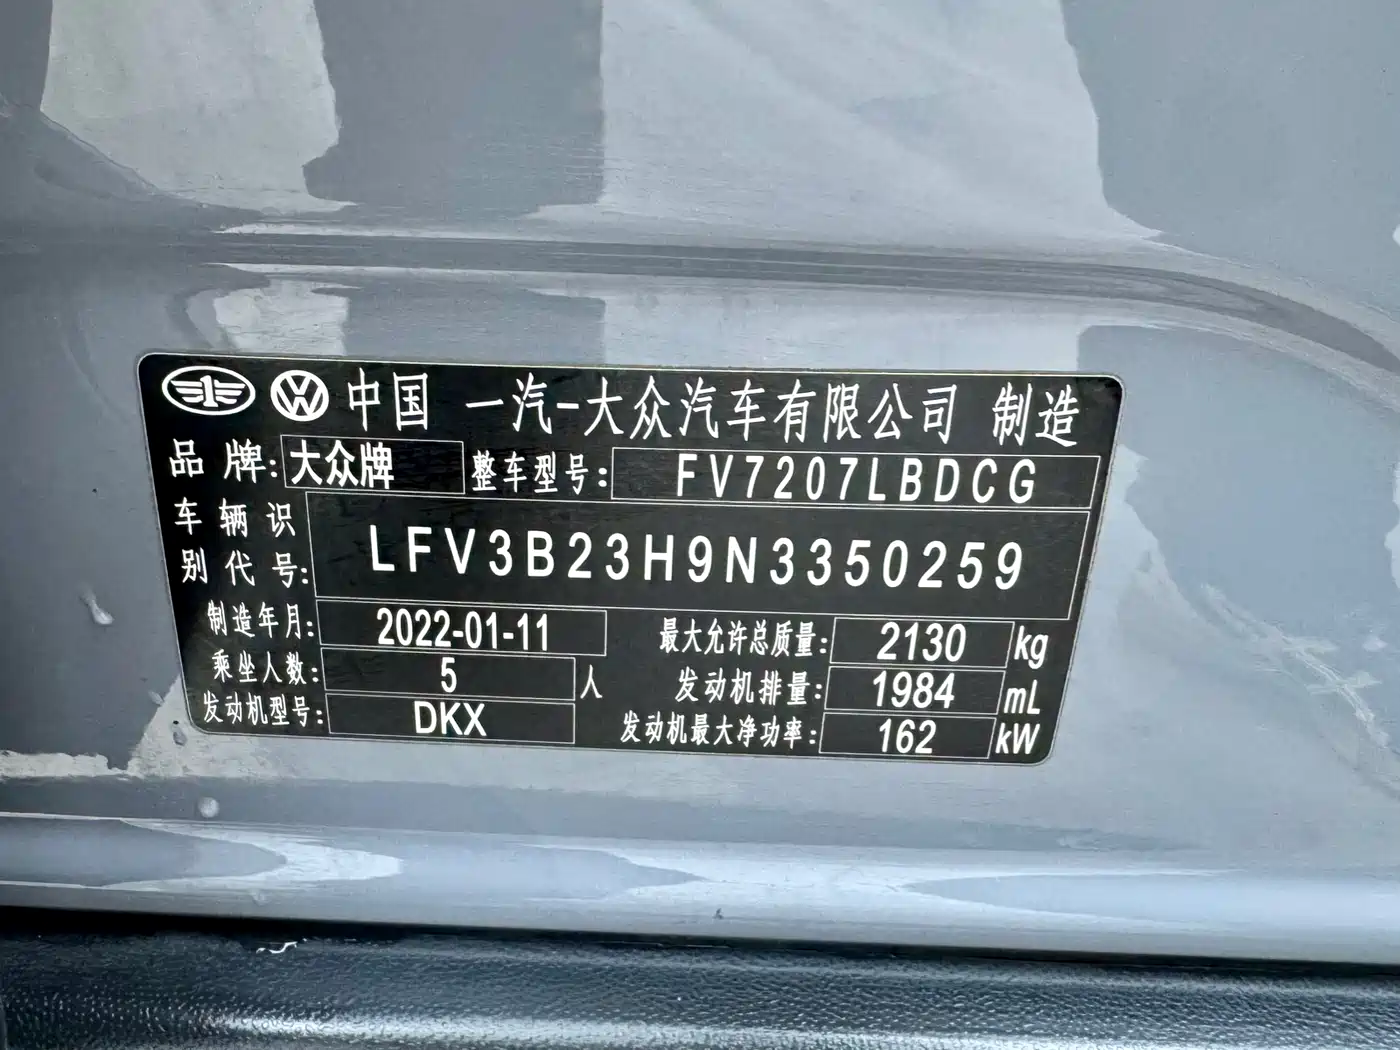 中国 一汽-大众汽车有限公司 制造
品牌: 大众牌 整车型号: FV7207LBDCG
车辆识别代号: LFV3B23H9N3350259
制造年月: 2022-01-11 最大允许总质量: 2130 kg
乘坐人数: 5 人 发动机排量: 1984 mL
发动机型号: DKX 发动机最大净功率: 162 kW